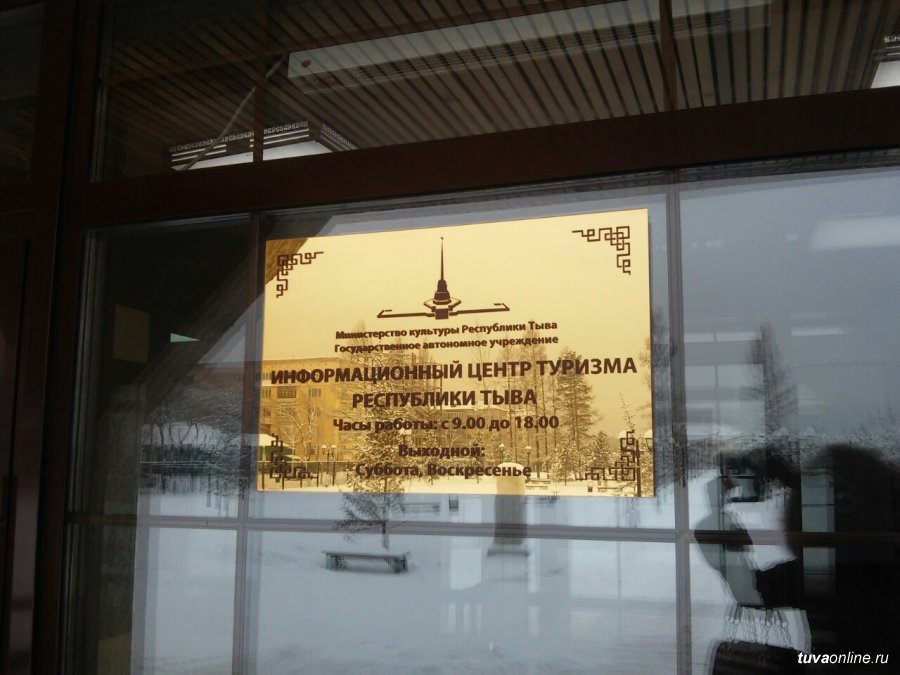 Министерство культуры Республики Тыва
Государственное автономное учреждение
ИНФОРМАЦИОННЫЙ ЦЕНТР ТУРИЗМА
РЕСПУБЛИКИ ТЫВА
Часы работы: с 9.00 до 18.00
Выходной:
Суббота, Воскресенье
tuvaonline.ru